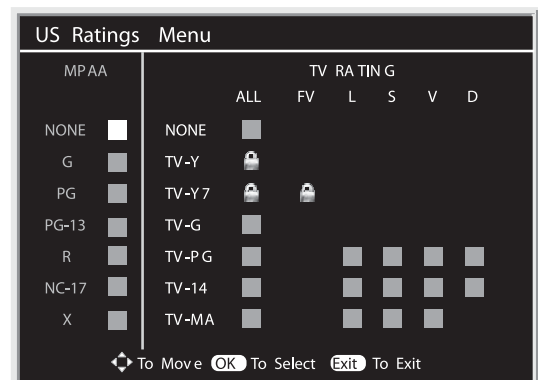 US Ratings Menu
MPAA TV RATING
ALL FV L S V D
NONE NONE
G TV-Y
PG TV-Y7
PG-13 TV-G
R TV-PG
NC-17 TV-14
X TV-MA
To Move OK To Select Exit To Exit